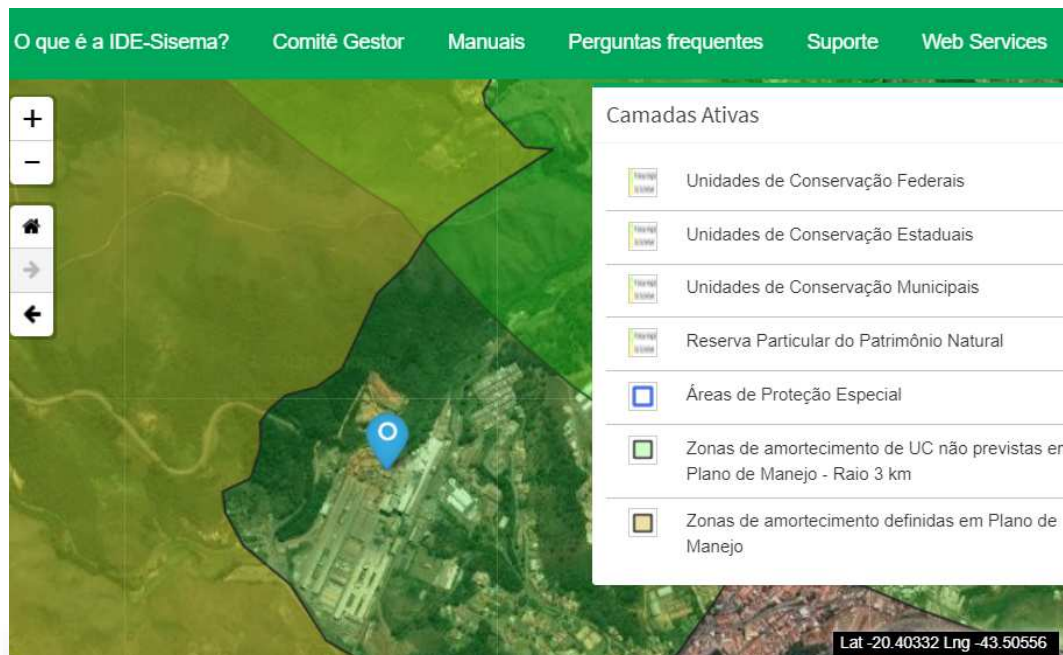 O que é a IDE-Sisema? Comitê Gestor Manuais Perguntas frequentes Suporte Web Services
+
−
Camadas Ativas
Unidades de Conservação Federais
Unidades de Conservação Estaduais
Unidades de Conservação Municipais
Reserva Particular do Patrimônio Natural
Áreas de Proteção Especial
Zonas de amortecimento de UC não previstas em
Plano de Manejo - Raio 3 km
Zonas de amortecimento definidas em Plano de
Manejo
Lat -20.40332 Lng -43.50556